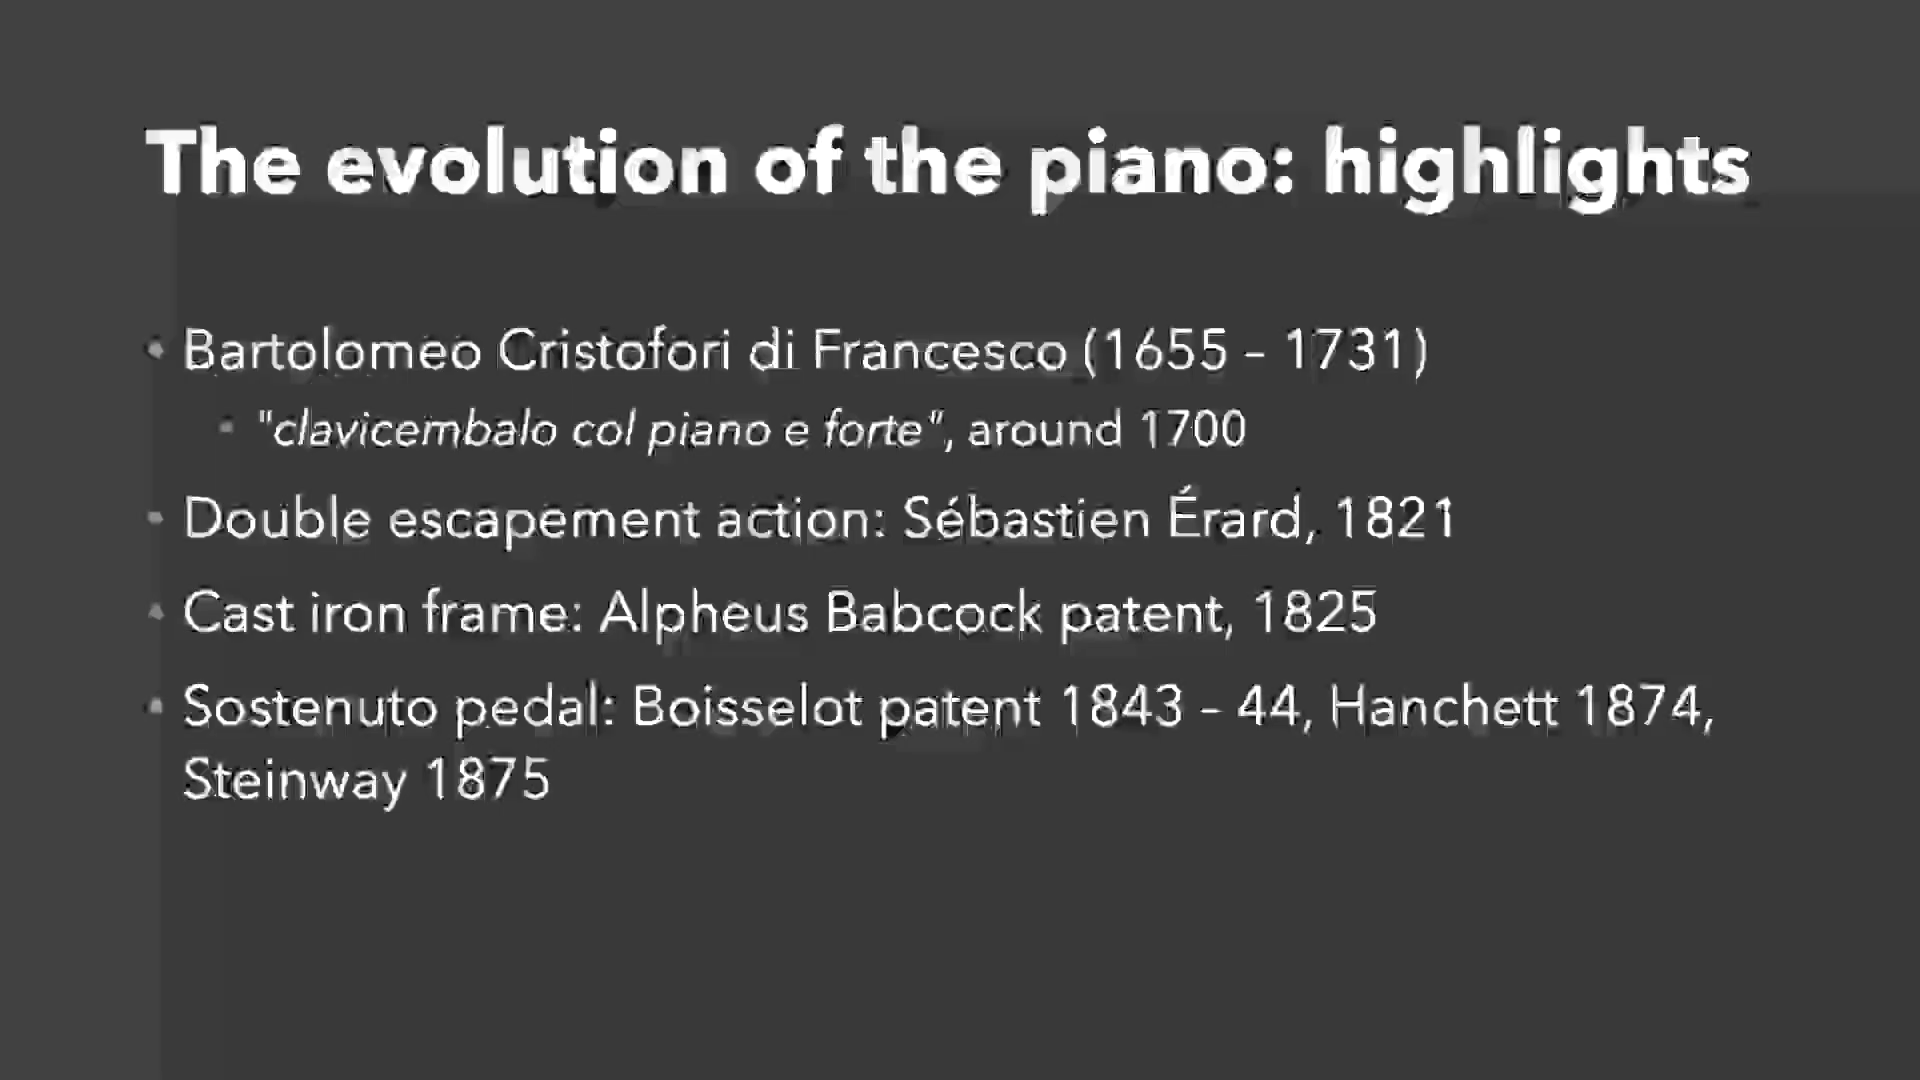 The evolution of the piano: highlights
• Bartolomeo Cristofori di Francesco (1655 – 1731)
• "clavicembalo col piano e forte", around 1700
• Double escapement action: Sébastien Érard, 1821
• Cast iron frame: Alpheus Babcock patent, 1825
• Sostenuto pedal: Boisselot patent 1843 – 44, Hanchett 1874,
Steinway 1875